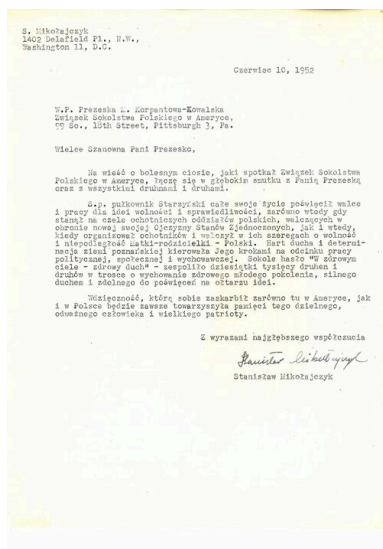 S. Mikołajczyk
1402 Delafield Pl., N.W.,
Washington 11, D.C.
Czerwiec 10, 1952
W.P. Prezeska M. Korpantowa-Kowalska
Związek Sokolstwa Polskiego w Ameryce,
99 So., 18th Street, Pittsburgh 3, Pa.
Wielce Szanowna Pani Prezesko,
Na wieść o bolesnym ciosie, jaki spotkał Związek Sokolstwa
Polskiego w Ameryce, łączę się w głębokim smutku z Panią Prezeską
oraz z wszystkimi druhnami i druhami.
S.p. pułkownik Starzyński całe swoje życie poświęcił walce
i pracy dla idei wolności i sprawiedliwości, zarówno wtedy gdy
stanął na czele ochotniczych oddziałów polskich, walczących w
obronie nowej swojej Ojczyzny Stanów Zjednoczonych, jak i wtedy,
kiedy organizował ochotników i walczył w ich szeregach o wolność
i niepodległość Matki-rodzicielki - Polski. Hart ducha i determi-
nacja ziemi poznańskiej kierowała Jego krokami na odcinku pracy
politycznej, społecznej i wychowawczej. Sokole hasło "W zdrowym
ciele - zdrowy duch" - zespoliło dziesiątki tysięcy druhen i
druhów w trosce o wychowanie zdrowego młodego pokolenia, silnego
duchem i zdolnego do poświęceń na ołtarzu idei.
Wdzięczność, którą sobie zaskarbił zarówno tu w Ameryce, jak
i w Polsce będzie zawsze towarzyszyła pamięci tego dzielnego,
odważnego człowieka i wielkiego patrioty.
Z wyrazami najgłębszego współczucia
Stanisław Mikołajczyk
Stanisław Mikołajczyk